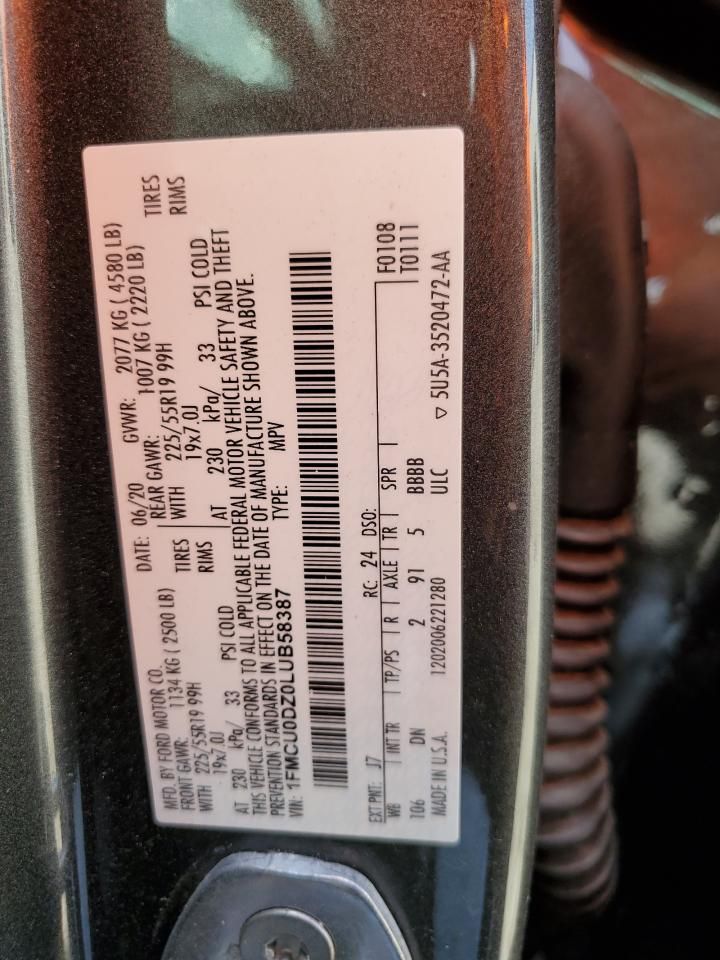 MFD. BY FORD MOTOR CO. DATE: 06/20 GVWR: 2077 KG ( 4580 LB)
FRONT GAWR: 1134 KG ( 2500 LB) REAR GAWR: 1007 KG ( 2220 LB)
WITH 225/55R19 99H TIRES WITH 225/55R19 99H TIRES
19x7.0J RIMS 19x7.0J RIMS
AT 230 kPa/ 33 PSI COLD AT 230 kPa/ 33 PSI COLD
THIS VEHICLE CONFORMS TO ALL APPLICABLE FEDERAL MOTOR VEHICLE SAFETY AND THEFT
PREVENTION STANDARDS IN EFFECT ON THE DATE OF MANUFACTURE SHOWN ABOVE.
VIN: 1FMCU0DZ0LUB58387 TYPE: MPV
EXT PNT: J7 RC: 24 DSO: F0108
WB INT TR TP/PS R AXLE TR SPR T0111
106 DN 2 91 5 BBBB
MADE IN U.S.A. 1202006221280 ULC ▽ 5U5A-3520472-AA